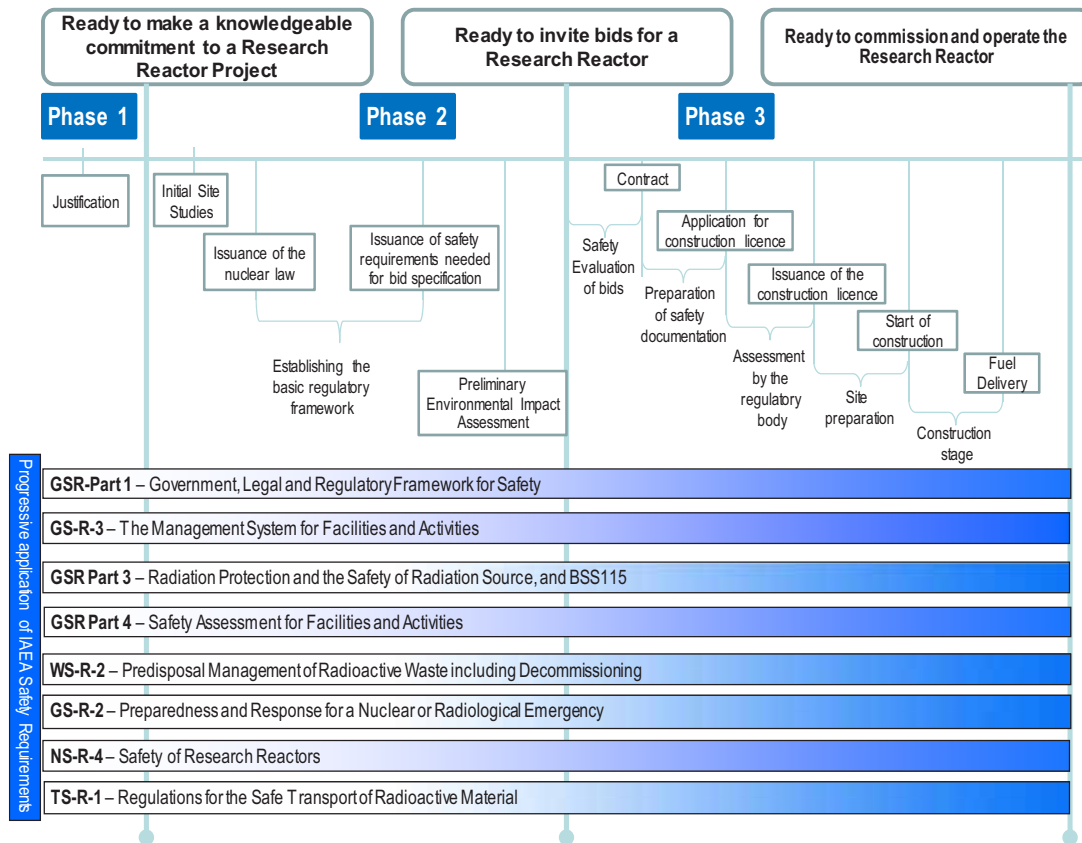 Ready to make a knowledgeable
commitment to a Research
Reactor Project
Ready to invite bids for a
Research Reactor
Ready to commission and operate the
Research Reactor
Phase 1
Phase 2
Phase 3
Justification
Initial Site
Studies
Issuance of the
nuclear law
Issuance of safety
requirements needed
for bid specification
Establishing the
basic regulatory
framework
Preliminary
Environmental Impact
Assessment
Contract
Safety
Evaluation
of bids
Application for
construction licence
Preparation
of safety
documentation
Issuance of the
construction licence
Assessment
by the
regulatory
body
Start of
construction
Site
preparation
Fuel
Delivery
Construction
stage
Progressive application of IAEA Safety Requirements
GSR-Part 1 – Government, Legal and Regulatory Framework for Safety
GS-R-3 – The Management System for Facilities and Activities
GSR Part 3 – Radiation Protection and the Safety of Radiation Source, and BSS115
GSR Part 4 – Safety Assessment for Facilities and Activities
WS-R-2 – Predisposal Management of Radioactive Waste including Decommissioning
GS-R-2 – Preparedness and Response for a Nuclear or Radiological Emergency
NS-R-4 – Safety of Research Reactors
TS-R-1 – Regulations for the Safe Transport of Radioactive Material